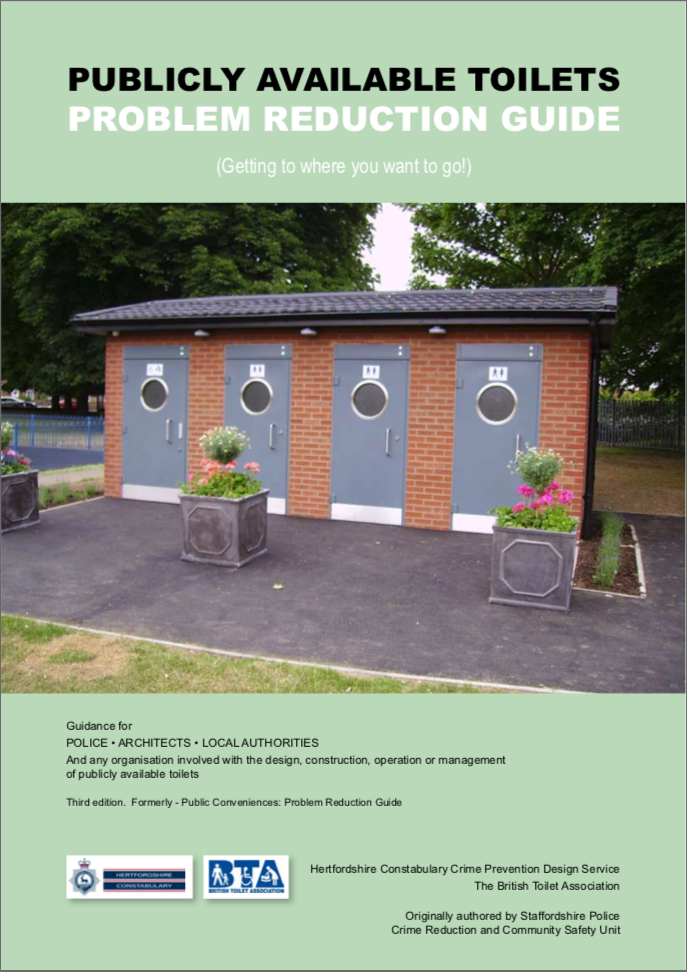 PUBLICLY AVAILABLE TOILETS
PROBLEM REDUCTION GUIDE
(Getting to where you want to go!)
Guidance for
POLICE • ARCHITECTS • LOCAL AUTHORITIES
And any organisation involved with the design, construction, operation or management
of publicly available toilets
Third edition. Formerly - Public Conveniences: Problem Reduction Guide
HERTFORDSHIRE
CONSTABULARY
BTA
BRITISH TOILET ASSOCIATION
Hertfordshire Constabulary Crime Prevention Design Service
The British Toilet Association
Originally authored by Staffordshire Police
Crime Reduction and Community Safety Unit